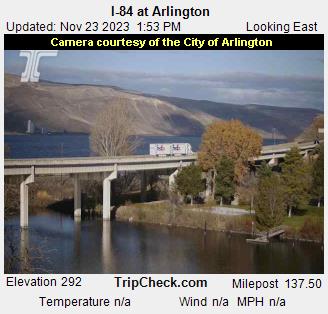 I-84 at Arlington
Updated: Nov 23 2023 1:53 PM Looking East
Camera courtesy of the City of Arlington
Elevation 292 TripCheck.com Milepost 137.50
Temperature n/a Wind n/a MPH n/a